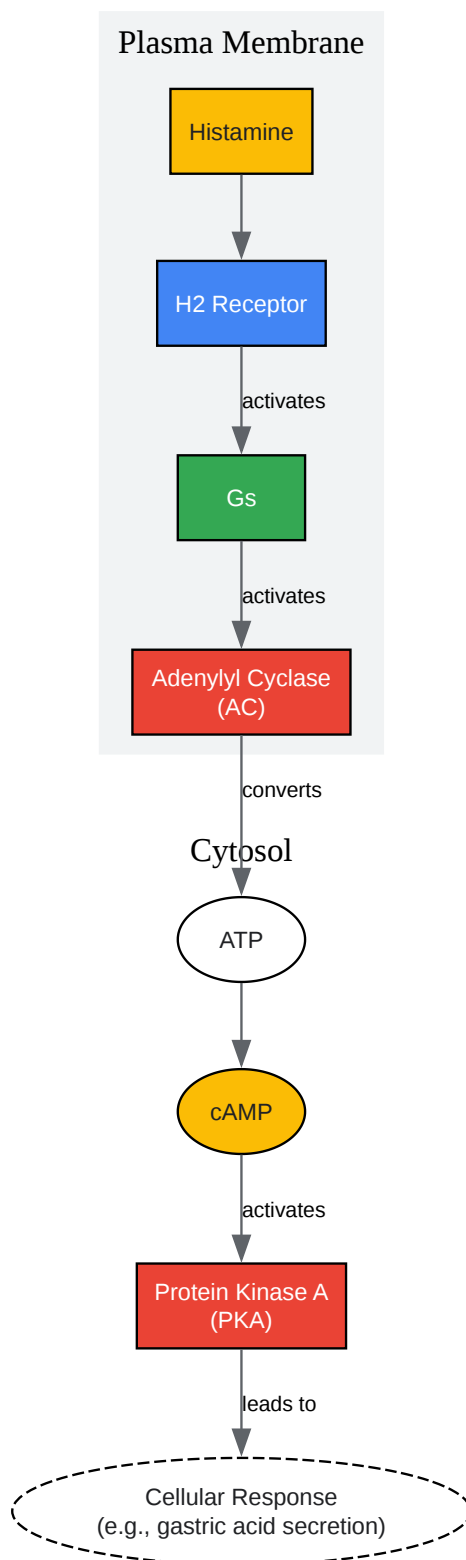 Plasma Membrane
Histamine
H2 Receptor
activates
Gs
activates
Adenylyl Cyclase
(AC)
converts
Cytosol
ATP
cAMP
activates
Protein Kinase A
(PKA)
leads to
Cellular Response
(e.g., gastric acid secretion)